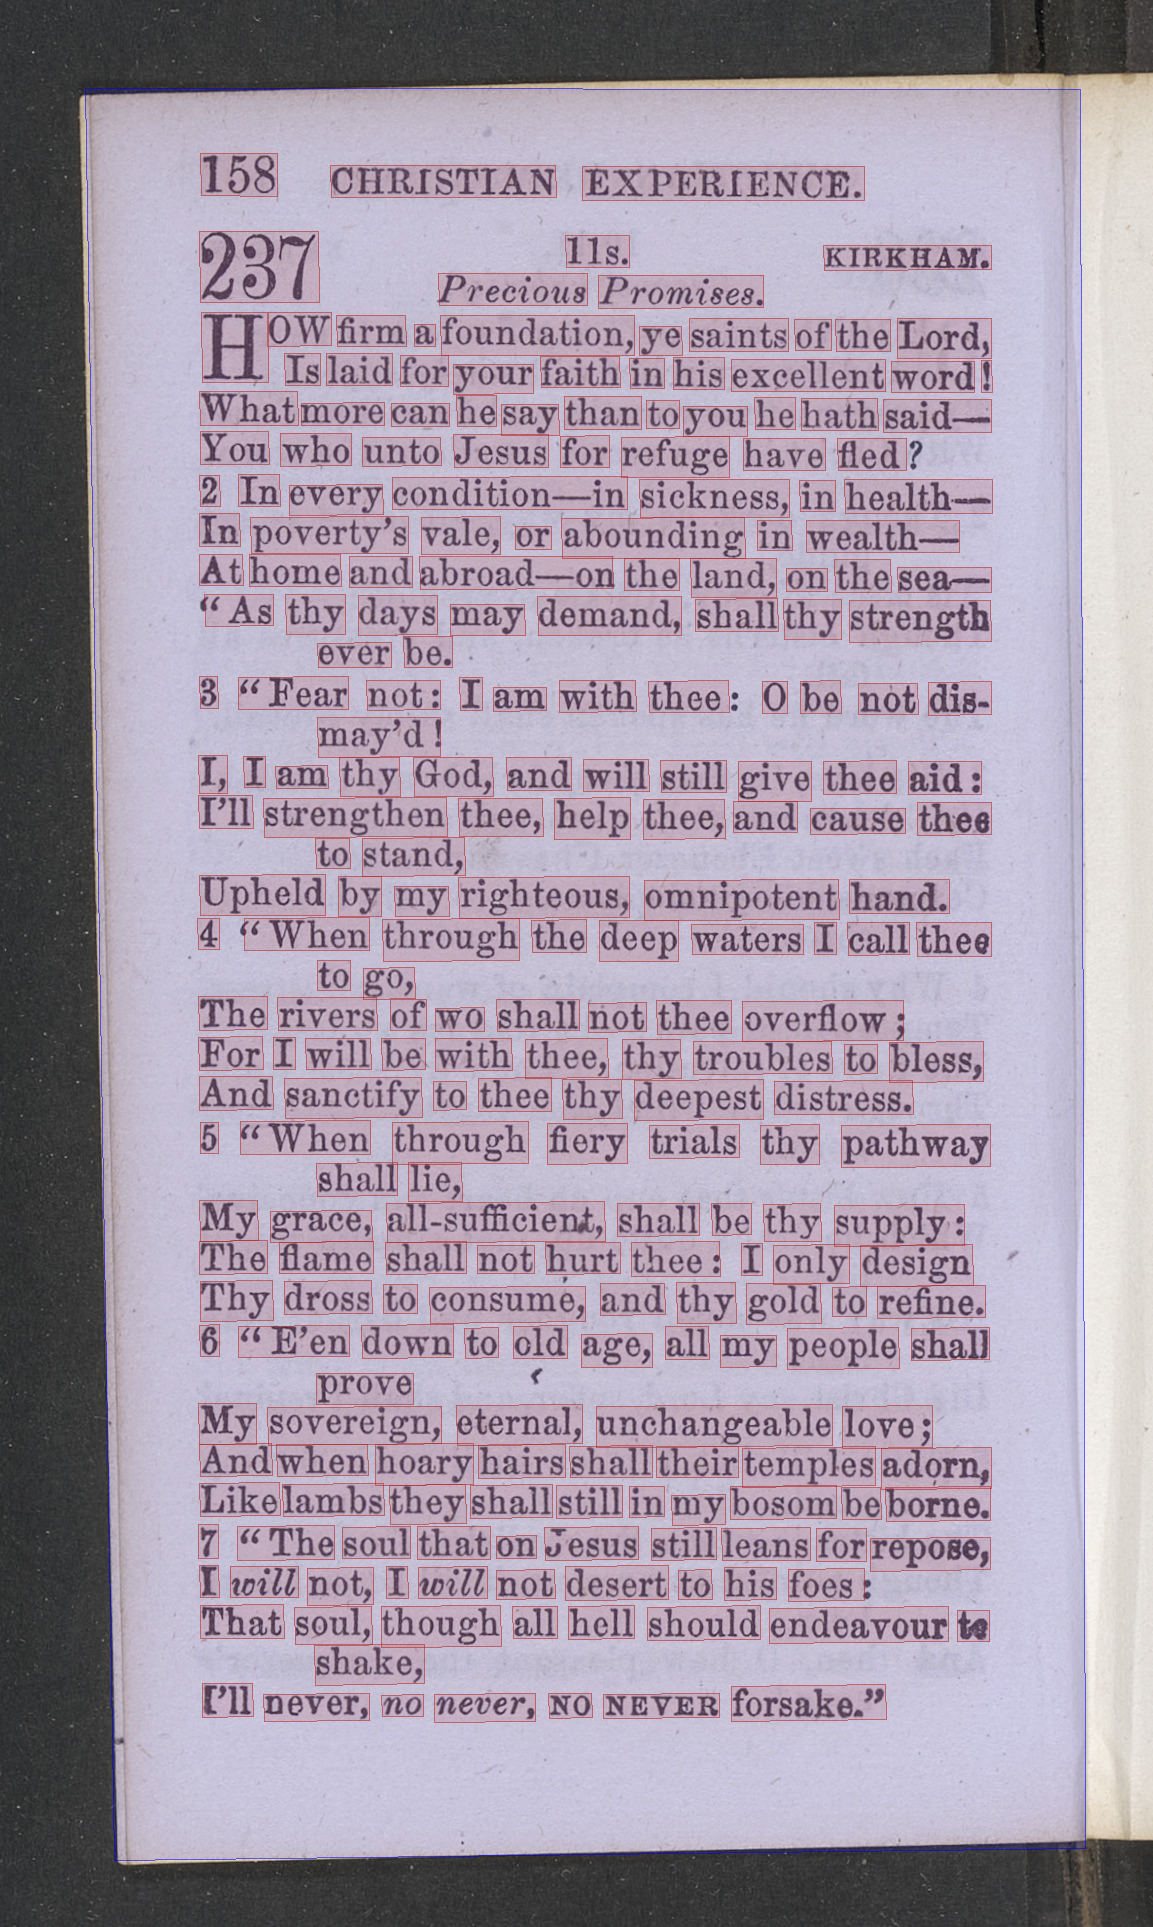 158 CHRISTIAN EXPERIENCE.
237 11s. KIRKHAM.
Precious Promises.
HOW firm a foundation, ye saints of the Lord,
Is laid for your faith in his excellent word!
What more can he say than to you he hath said—
You who unto Jesus for refuge have fled?
2 In every condition—in sickness, in health—
In poverty's vale, or abounding in wealth—
At home and abroad—on the land, on the sea—
“As thy days may demand, shall thy strength
ever be.
3 “Fear not: I am with thee: O be not dis-
may'd!
I, I am thy God, and will still give thee aid:
I'll strengthen thee, help thee, and cause thee
to stand,
Upheld by my righteous, omnipotent hand.
4 “When through the deep waters I call thee
to go,
The rivers of wo shall not thee overflow;
For I will be with thee, thy troubles to bless,
And sanctify to thee thy deepest distress.
5 “When through fiery trials thy pathway
shall lie,
My grace, all-sufficient, shall be thy supply:
The flame shall not hurt thee: I only design
Thy dross to consume, and thy gold to refine.
6 “E'en down to old age, all my people shall
prove
My sovereign, eternal, unchangeable love;
And when hoary hairs shall their temples adorn,
Like lambs they shall still in my bosom be borne.
7 “The soul that on Jesus still leans for repose,
I will not, I will not desert to his foes:
That soul, though all hell should endeavour to
shake,
I'll never, no never, NO NEVER forsake.”